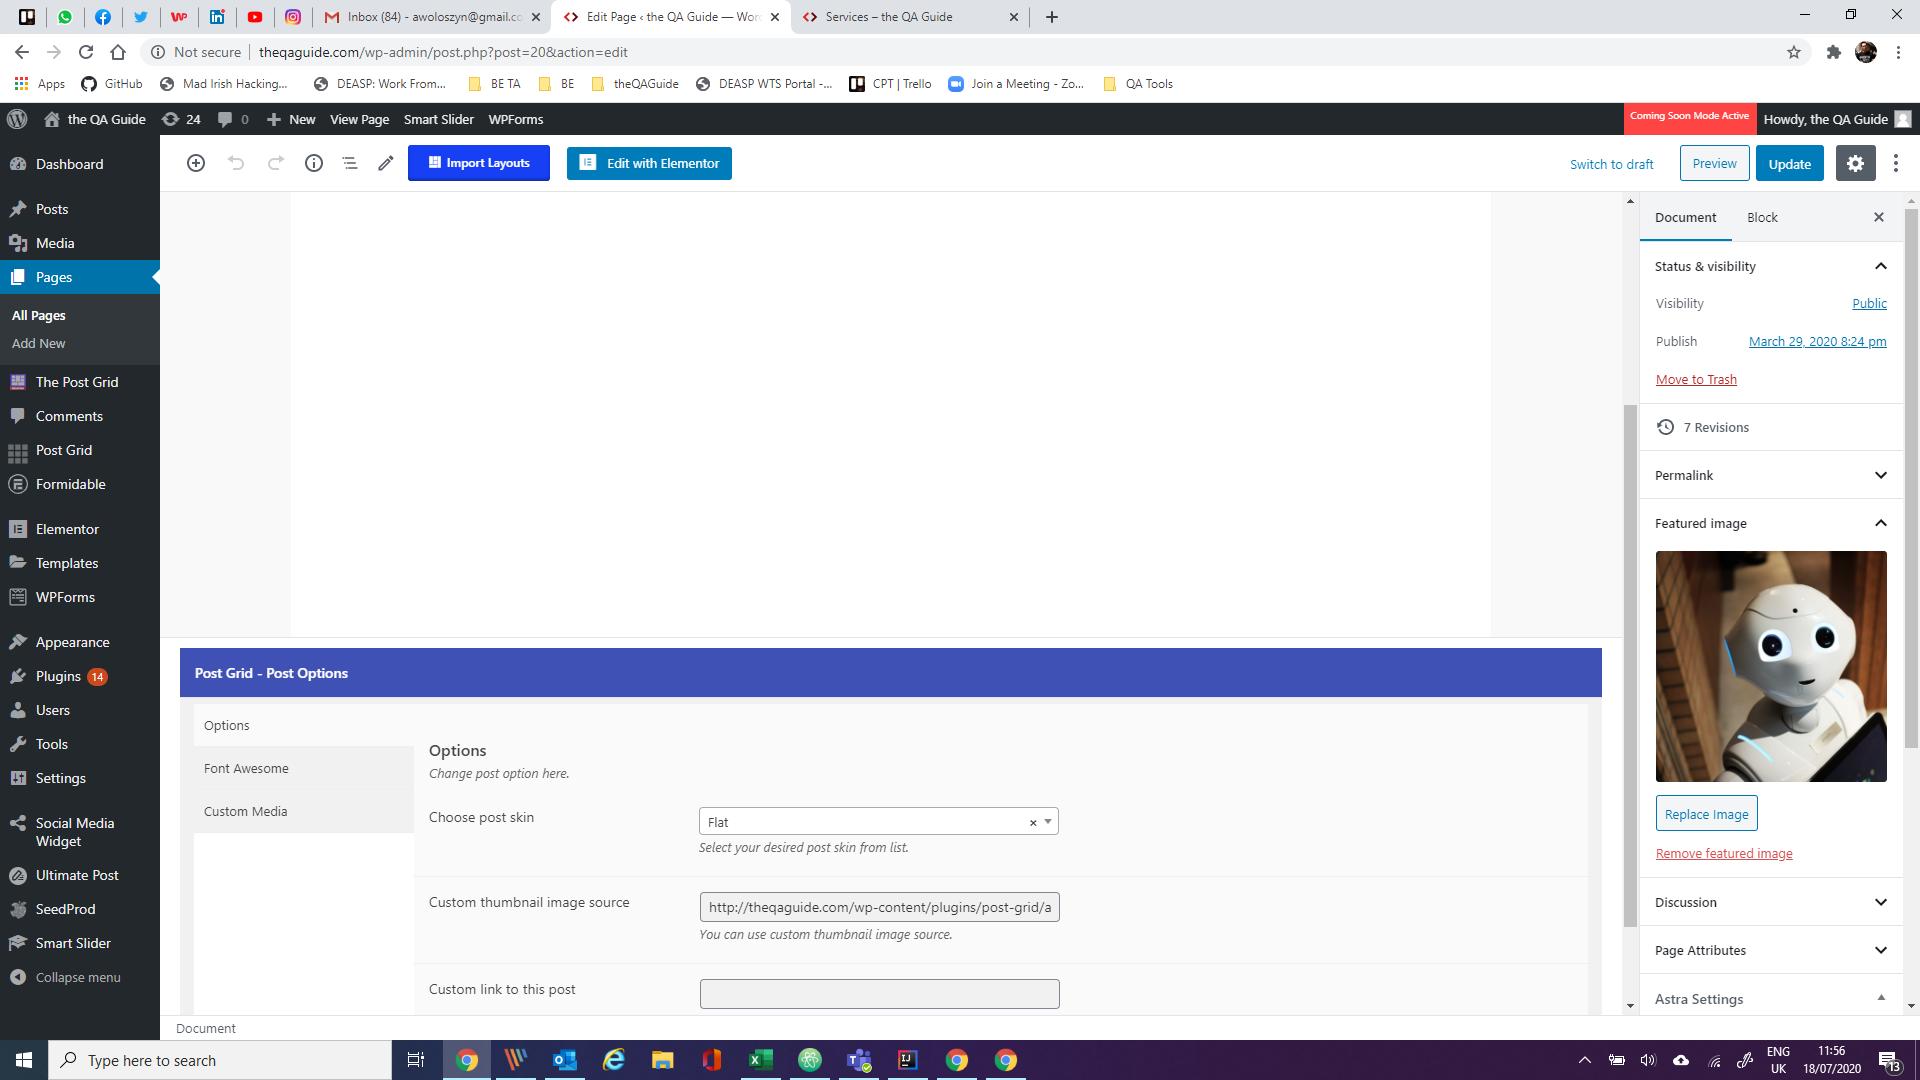 Inbox (84) - awoloszyn@gmail.co
Edit Page ‹ the QA Guide — Wor
Services – the QA Guide
Not secure
theqaguide.com/wp-admin/post.php?post=20&action=edit
Apps
GitHub
Mad Irish Hacking...
DEASP: Work From...
BE TA
BE
theQAGuide
DEASP WTS Portal -...
CPT | Trello
Join a Meeting - Zo...
QA Tools
the QA Guide
24
0
New
View Page
Smart Slider
WPForms
Coming Soon Mode Active
Howdy, the QA Guide
Dashboard
Posts
Media
Pages
All Pages
Add New
The Post Grid
Comments
Post Grid
Formidable
Elementor
Templates
WPForms
Appearance
Plugins 14
Users
Tools
Settings
Social Media
Widget
Ultimate Post
SeedProd
Smart Slider
Collapse menu
Import Layouts
Edit with Elementor
Switch to draft
Preview
Update
Post Grid - Post Options
Options
Font Awesome
Custom Media
Options
Change post option here.
Choose post skin
Flat
Select your desired post skin from list.
Custom thumbnail image source
http://theqaguide.com/wp-content/plugins/post-grid/a
You can use custom thumbnail image source.
Custom link to this post
Document
Document
Block
Status & visibility
Visibility
Public
Publish
March 29, 2020 8:24 pm
Move to Trash
7 Revisions
Permalink
Featured image
Replace Image
Remove featured image
Discussion
Page Attributes
Astra Settings
Type here to search
ENG
UK
11:56
18/07/2020
13